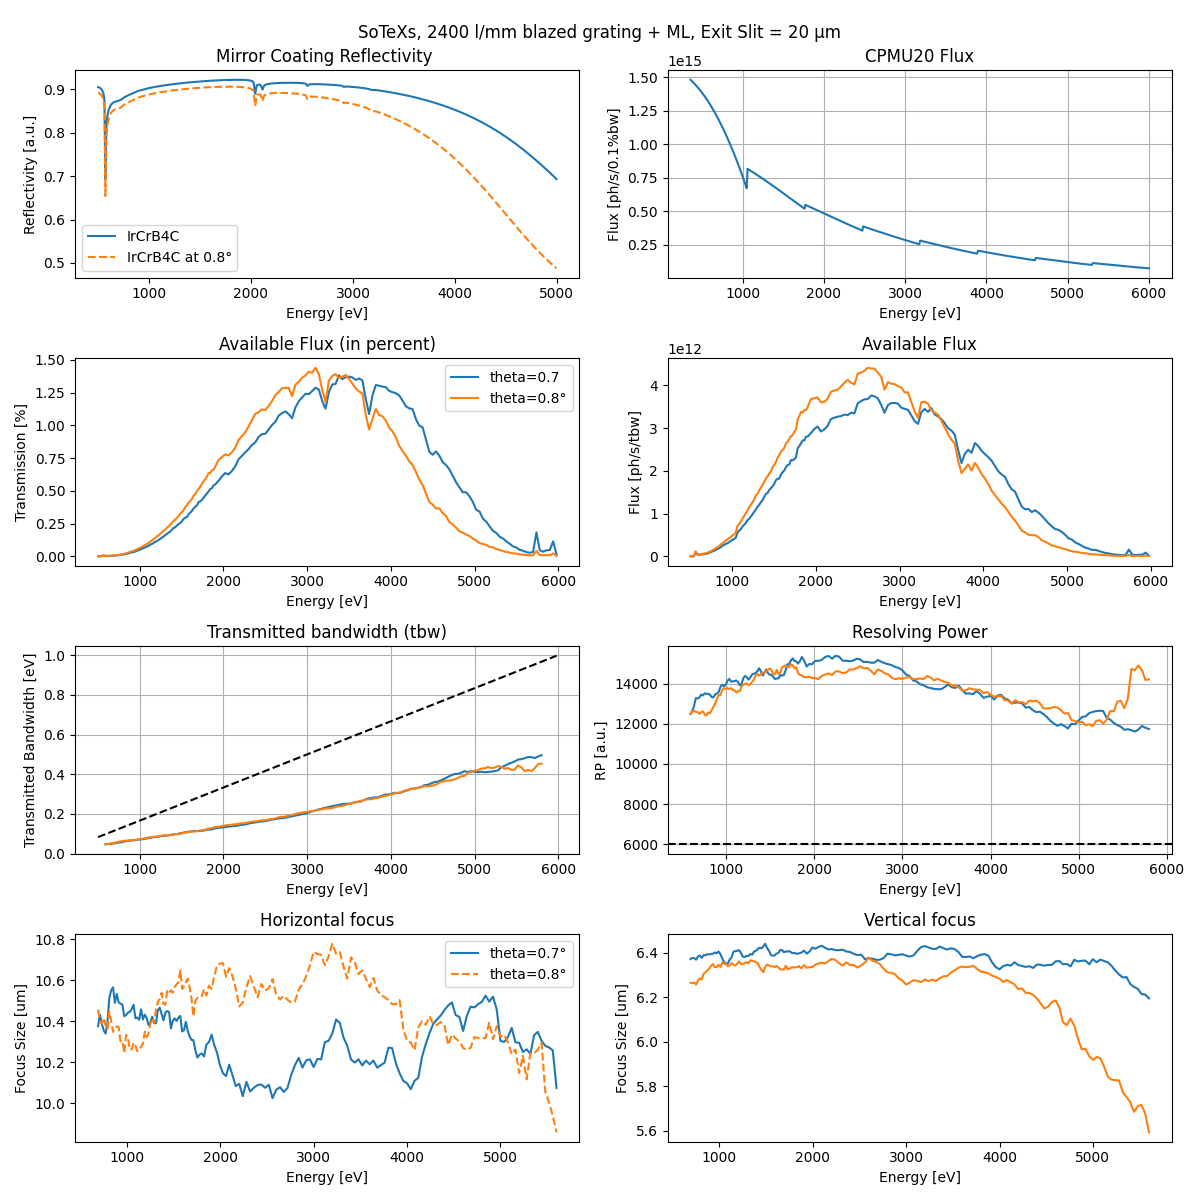 SoTeXs, 2400 l/mm blazed grating + ML, Exit Slit = 20 µm
Mirror Coating Reflectivity
Reflectivity [a.u.]
0.9
0.8
0.7
0.6
0.5
IrCrB4C
IrCrB4C at 0.8°
1000 2000 3000 4000 5000
Energy [eV]
CPMU20 Flux
1e15
Flux [ph/s/0.1%bw]
1.50
1.25
1.00
0.75
0.50
0.25
1000 2000 3000 4000 5000 6000
Energy [eV]
Available Flux (in percent)
Transmission [%]
1.50
1.25
1.00
0.75
0.50
0.25
0.00
theta=0.7
theta=0.8°
1000 2000 3000 4000 5000 6000
Energy [eV]
Available Flux
1e12
Flux [ph/s/tbw]
4
3
2
1
0
1000 2000 3000 4000 5000 6000
Energy [eV]
Transmitted bandwidth (tbw)
Transmitted Bandwidth [eV]
1.0
0.8
0.6
0.4
0.2
0.0
1000 2000 3000 4000 5000 6000
Energy [eV]
Resolving Power
RP [a.u.]
14000
12000
10000
8000
6000
1000 2000 3000 4000 5000 6000
Energy [eV]
Horizontal focus
Focus Size [um]
10.8
10.6
10.4
10.2
10.0
theta=0.7°
theta=0.8°
1000 2000 3000 4000 5000
Energy [eV]
Vertical focus
Focus Size [um]
6.4
6.2
6.0
5.8
5.6
1000 2000 3000 4000 5000
Energy [eV]